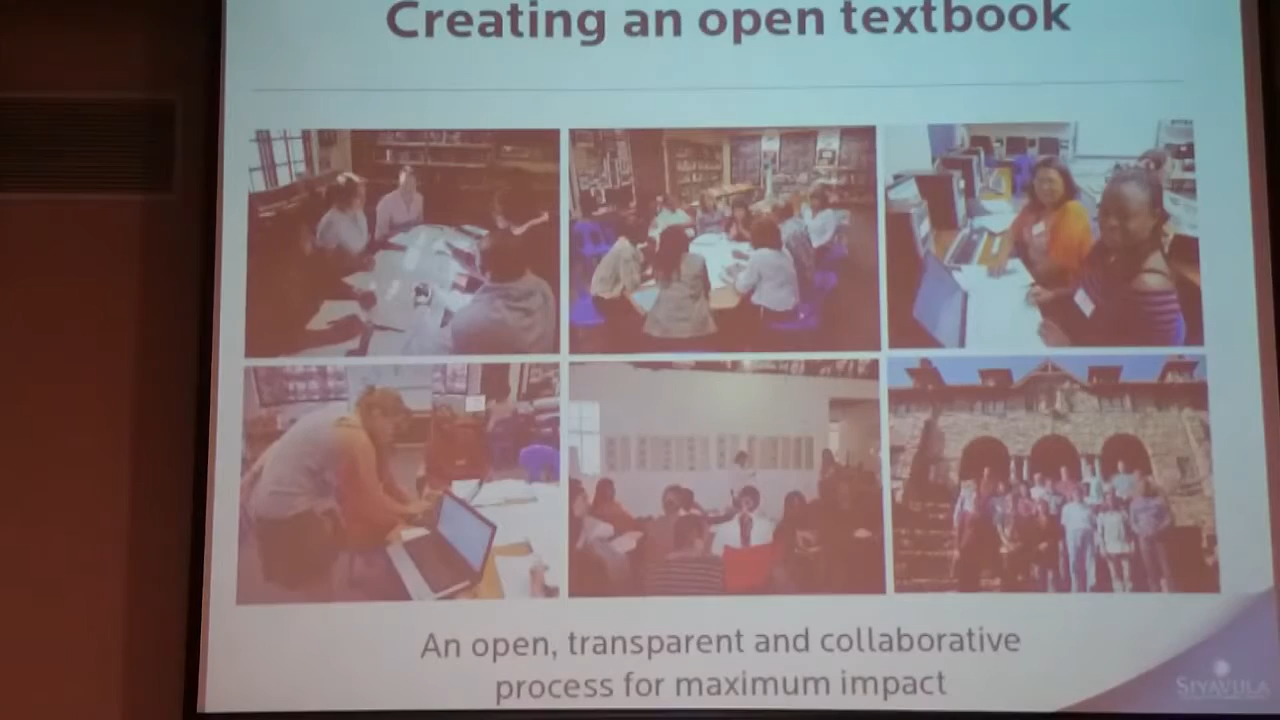 Creating an open textbook
An open, transparent and collaborative
process for maximum impact
SIYAVULA